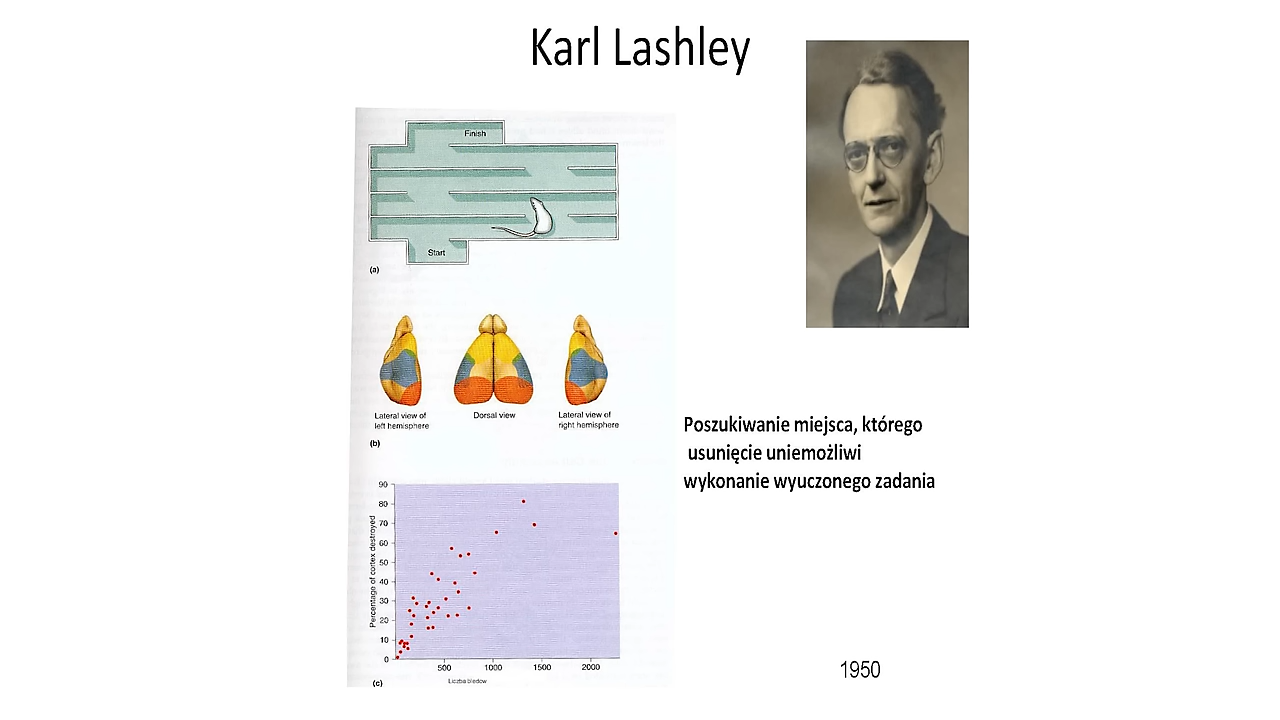 Karl Lashley
Finish
Start
(a)
Lateral view of
left hemisphere
Dorsal view
Lateral view of
right hemisphere
(b)
Poszukiwanie miejsca, którego
usunięcie uniemożliwi
wykonanie wyuczonego zadania
Percentage of cortex destroyed
90
80
70
60
50
40
30
20
10
0
500
1000
1500
2000
Liczba błedow
(c)
1950